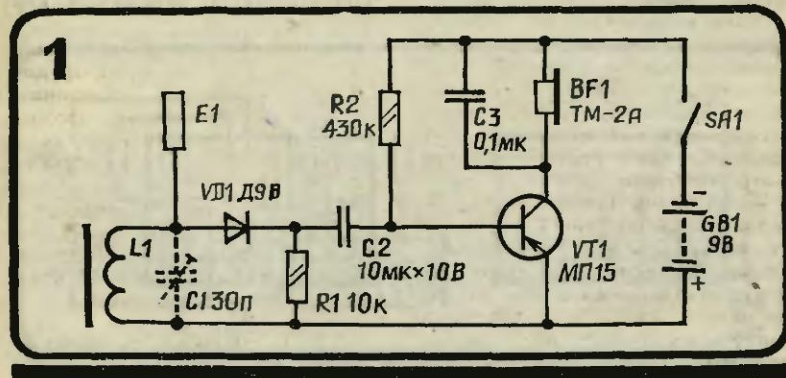 1
E1
R2
430к
C3
0,1мк
BF1
ТМ-2А
SA1
VD1 Д9В
L1
C1 30п
C2
10мк×10В
R1 10к
VT1
МП15
−
GB1
9В
+